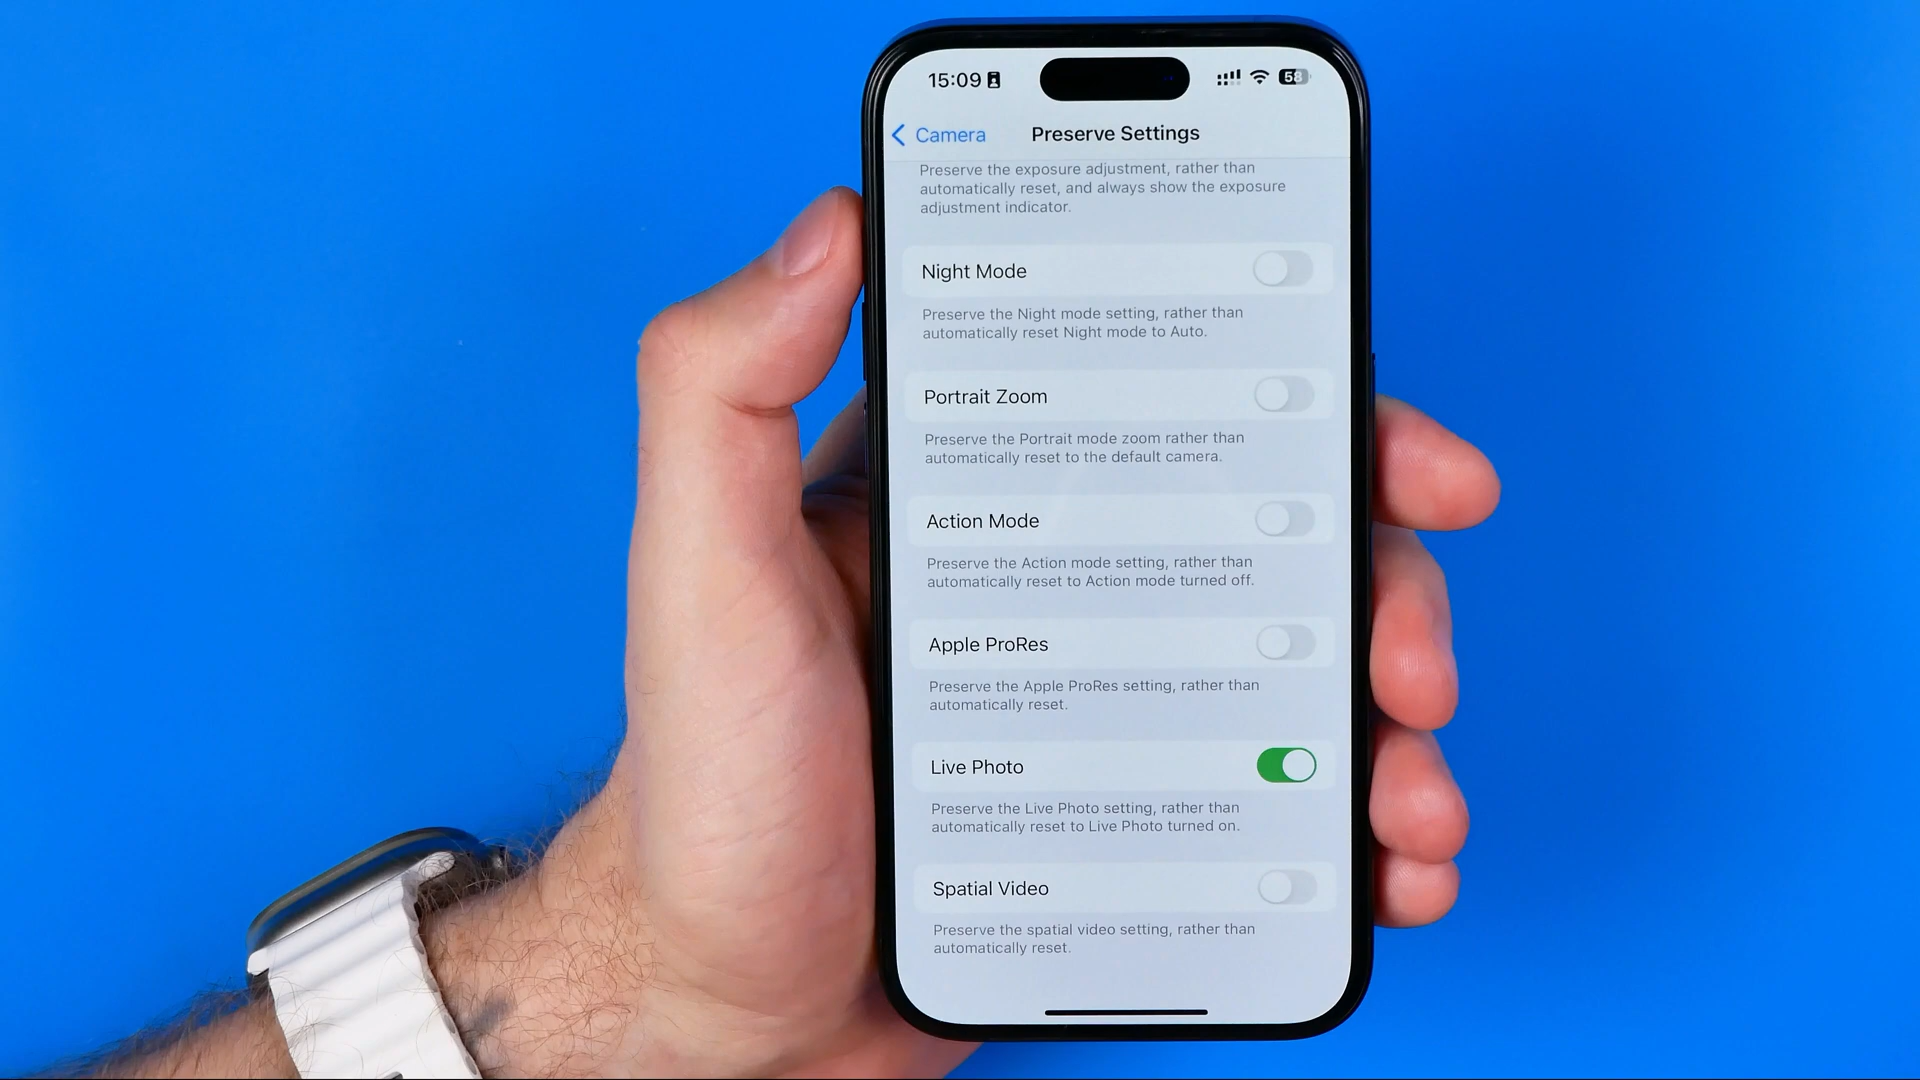 15:09
58
Camera
Preserve Settings
Preserve the exposure adjustment, rather than
automatically reset, and always show the exposure
adjustment indicator.
Night Mode
Preserve the Night mode setting, rather than
automatically reset Night mode to Auto.
Portrait Zoom
Preserve the Portrait mode zoom rather than
automatically reset to the default camera.
Action Mode
Preserve the Action mode setting, rather than
automatically reset to Action mode turned off.
Apple ProRes
Preserve the Apple ProRes setting, rather than
automatically reset.
Live Photo
Preserve the Live Photo setting, rather than
automatically reset to Live Photo turned on.
Spatial Video
Preserve the spatial video setting, rather than
automatically reset.